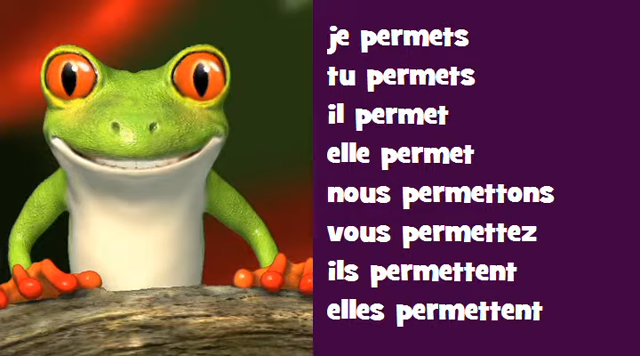 je permets
tu permets
il permet
elle permet
nous permettons
vous permettez
ils permettent
elles permettent